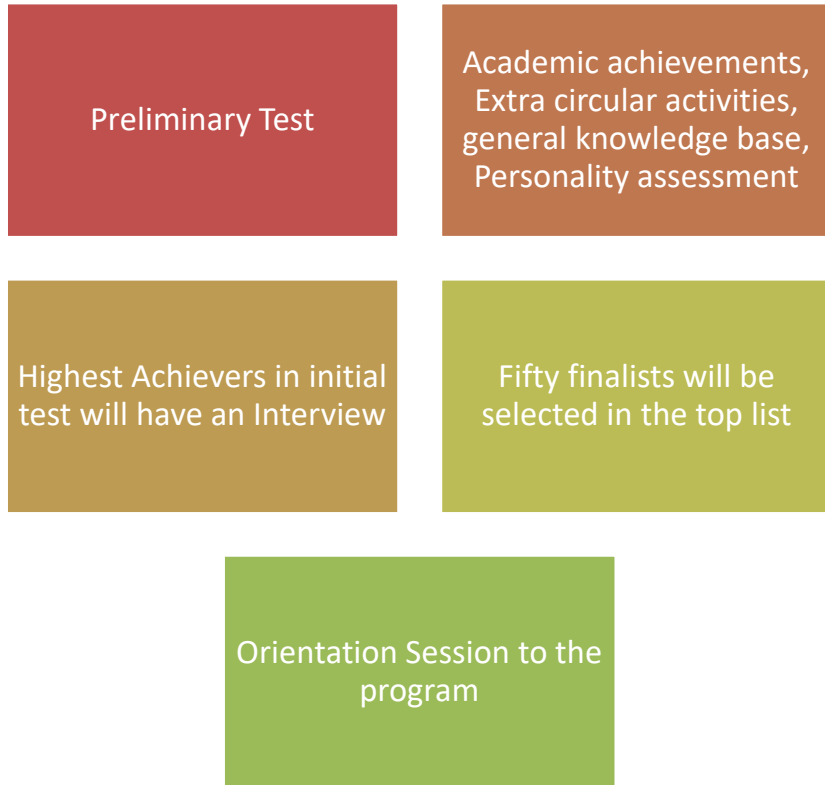 Preliminary Test
Academic achievements,
Extra circular activities,
general knowledge base,
Personality assessment
Highest Achievers in initial
test will have an Interview
Fifty finalists will be
selected in the top list
Orientation Session to the
program